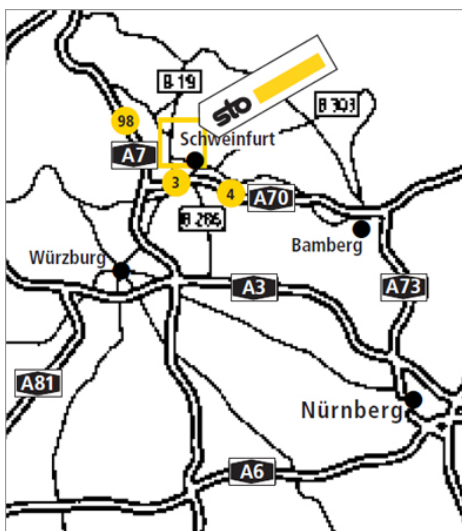 B 19
sto
B 303
98
Schweinfurt
A7
3
4
A70
B 286
Bamberg
Würzburg
A3
A73
A81
Nürnberg
A6